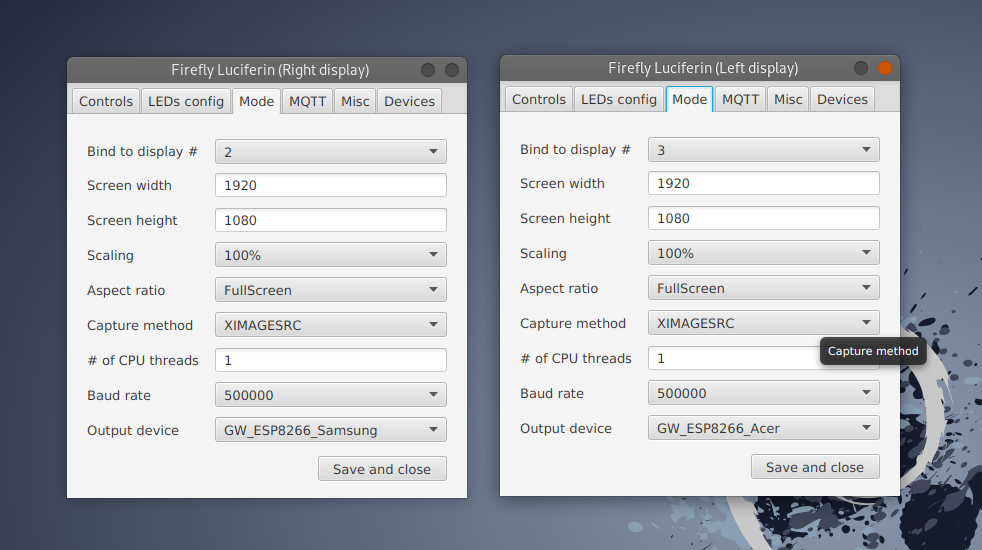 Firefly Luciferin (Right display)
Controls LEDs config Mode MQTT Misc Devices
Bind to display # 2
Screen width 1920
Screen height 1080
Scaling 100%
Aspect ratio FullScreen
Capture method XIMAGESRC
# of CPU threads 1
Baud rate 500000
Output device GW_ESP8266_Samsung
Save and close
Firefly Luciferin (Left display)
Controls LEDs config Mode MQTT Misc Devices
Bind to display # 3
Screen width 1920
Screen height 1080
Scaling 100%
Aspect ratio FullScreen
Capture method XIMAGESRC
Capture method
# of CPU threads 1
Baud rate 500000
Output device GW_ESP8266_Acer
Save and close